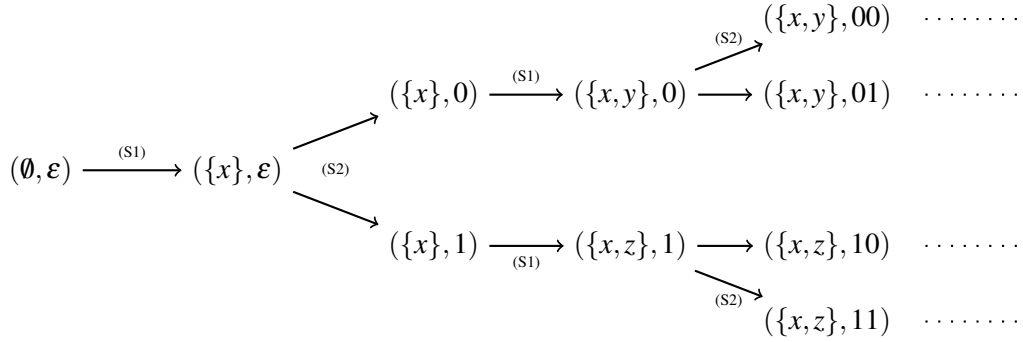 ({x,y},00) ········
(S2)
({x},0) (S1) ({x,y},0) ({x,y},01) ········
(∅,ε) (S1) ({x},ε) (S2)
({x},1) (S1) ({x,z},1) ({x,z},10) ········
(S2)
({x,z},11) ········